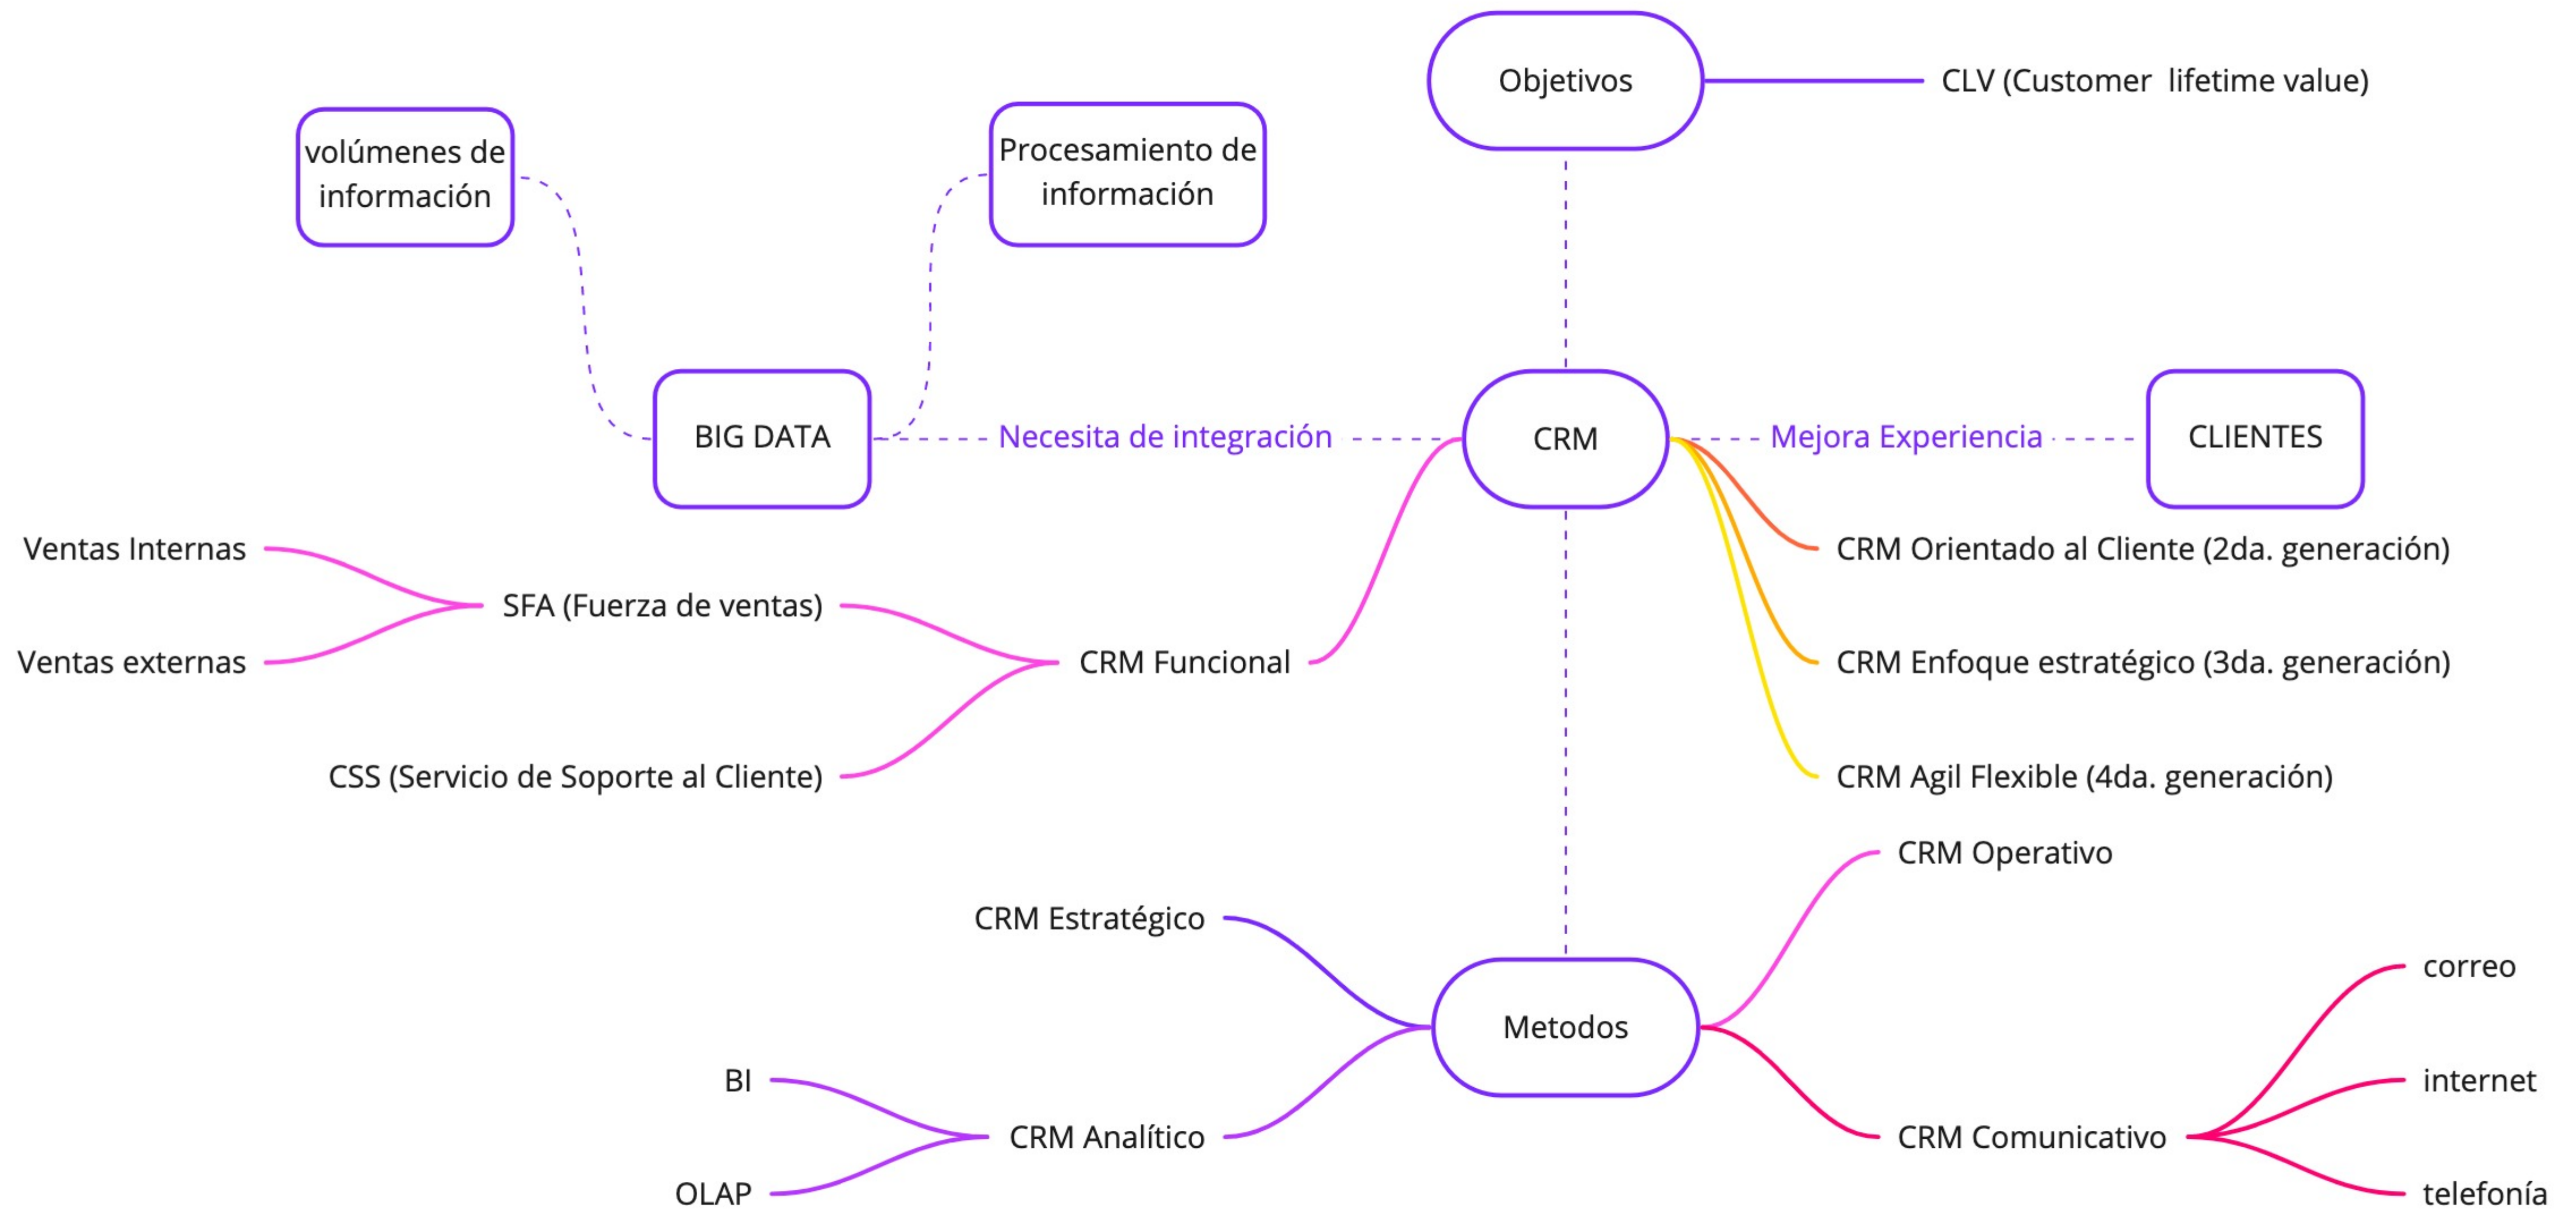 Objetivos
CLV (Customer  lifetime value)
volúmenes de
información
Procesamiento de
información
BIG DATA
Necesita de integración
CRM
Mejora Experiencia
CLIENTES
Ventas Internas
Ventas externas
SFA (Fuerza de ventas)
CSS (Servicio de Soporte al Cliente)
CRM Funcional
CRM Orientado al Cliente (2da. generación)
CRM Enfoque estratégico (3da. generación)
CRM Agil Flexible (4da. generación)
CRM Estratégico
BI
OLAP
CRM Analítico
Metodos
CRM Operativo
CRM Comunicativo
correo
internet
telefonía